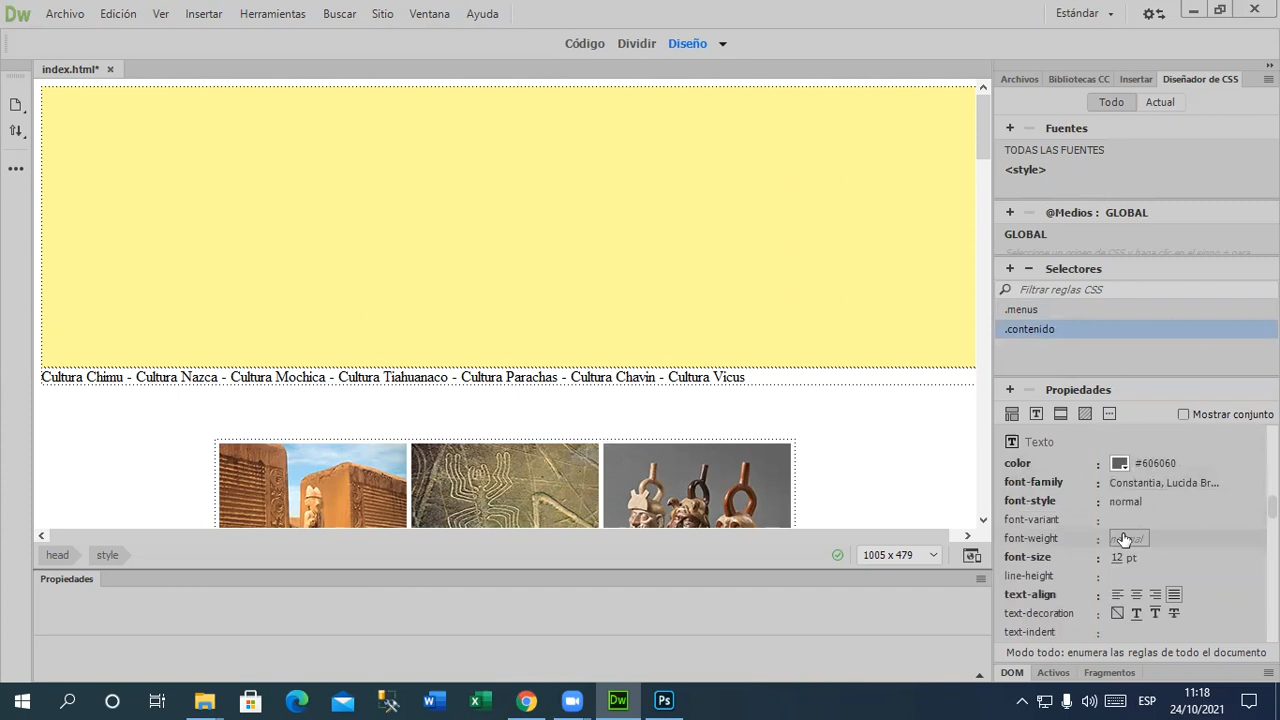 Dw Archivo Edición Ver Insertar Herramientas Buscar Sitio Ventana Ayuda Estándar
Código Dividir Diseño
index.html* ×
Archivos Bibliotecas CC Insertar Diseñador de CSS
Todo Actual
+ Fuentes
TODAS LAS FUENTES
<style>
+ @Medios : GLOBAL
GLOBAL
+ − Selectores
Filtrar reglas CSS
.menus
.contenido
+ Propiedades
Mostrar conjunto
T Texto
color : #606060
font-family : Constantia, Lucida Br...
font-style : normal
font-variant :
font-weight : normal
font-size : 12 pt
line-height :
text-align :
text-decoration :
text-indent :
Modo todo: enumera las reglas de todo el documento
DOM Activos Fragmentos
Cultura Chimu - Cultura Nazca - Cultura Mochica - Cultura Tiahuanaco - Cultura Parachas - Cultura Chavin - Cultura Vicus
head style 1005 x 479
Propiedades
ESP 11:18
24/10/2021